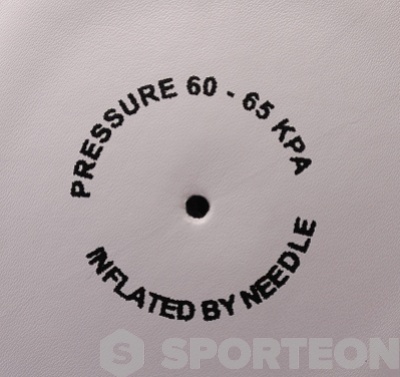 PRESSURE 60 - 65 KPA
INFLATED BY NEEDLE
S SPORTEON